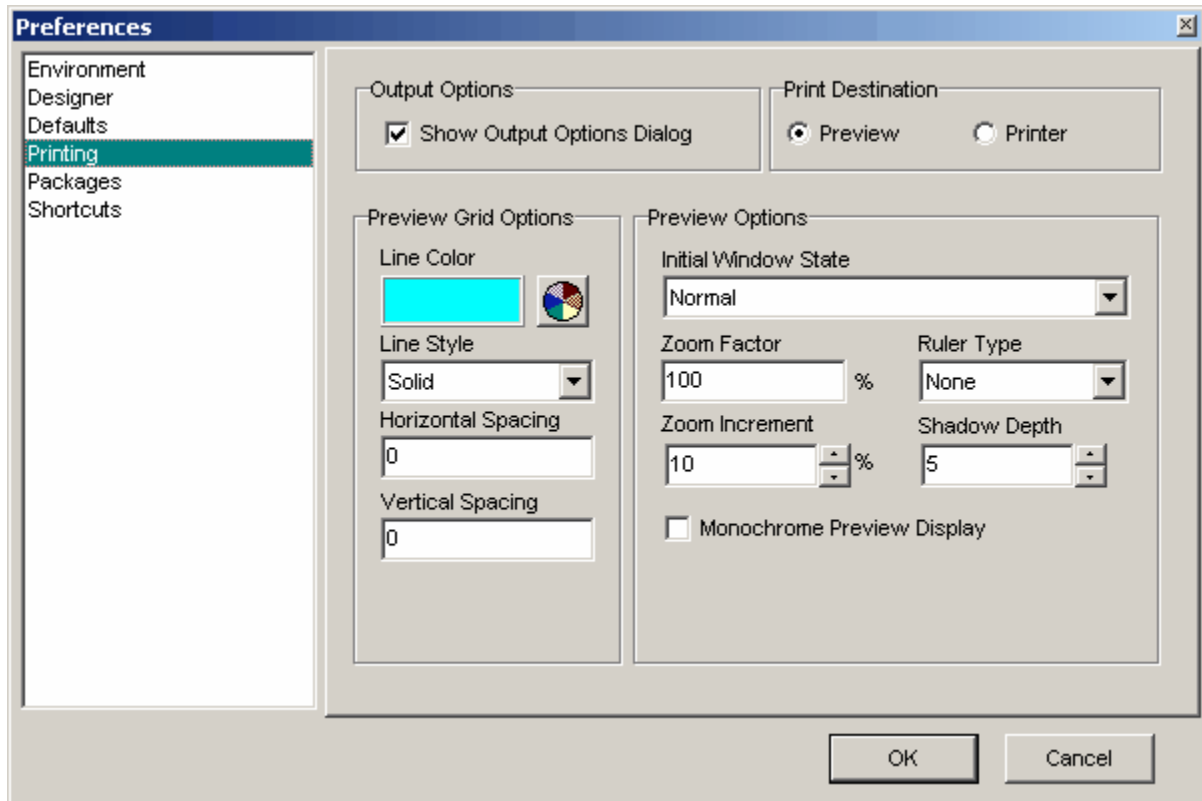 Preferences
Environment
Designer
Defaults
Printing
Packages
Shortcuts
Output Options
Show Output Options Dialog
Print Destination
Preview
Printer
Preview Grid Options
Line Color
Line Style
Solid
Horizontal Spacing
0
Vertical Spacing
0
Preview Options
Initial Window State
Normal
Zoom Factor
100 %
Ruler Type
None
Zoom Increment
10 %
Shadow Depth
5
Monochrome Preview Display
OK
Cancel